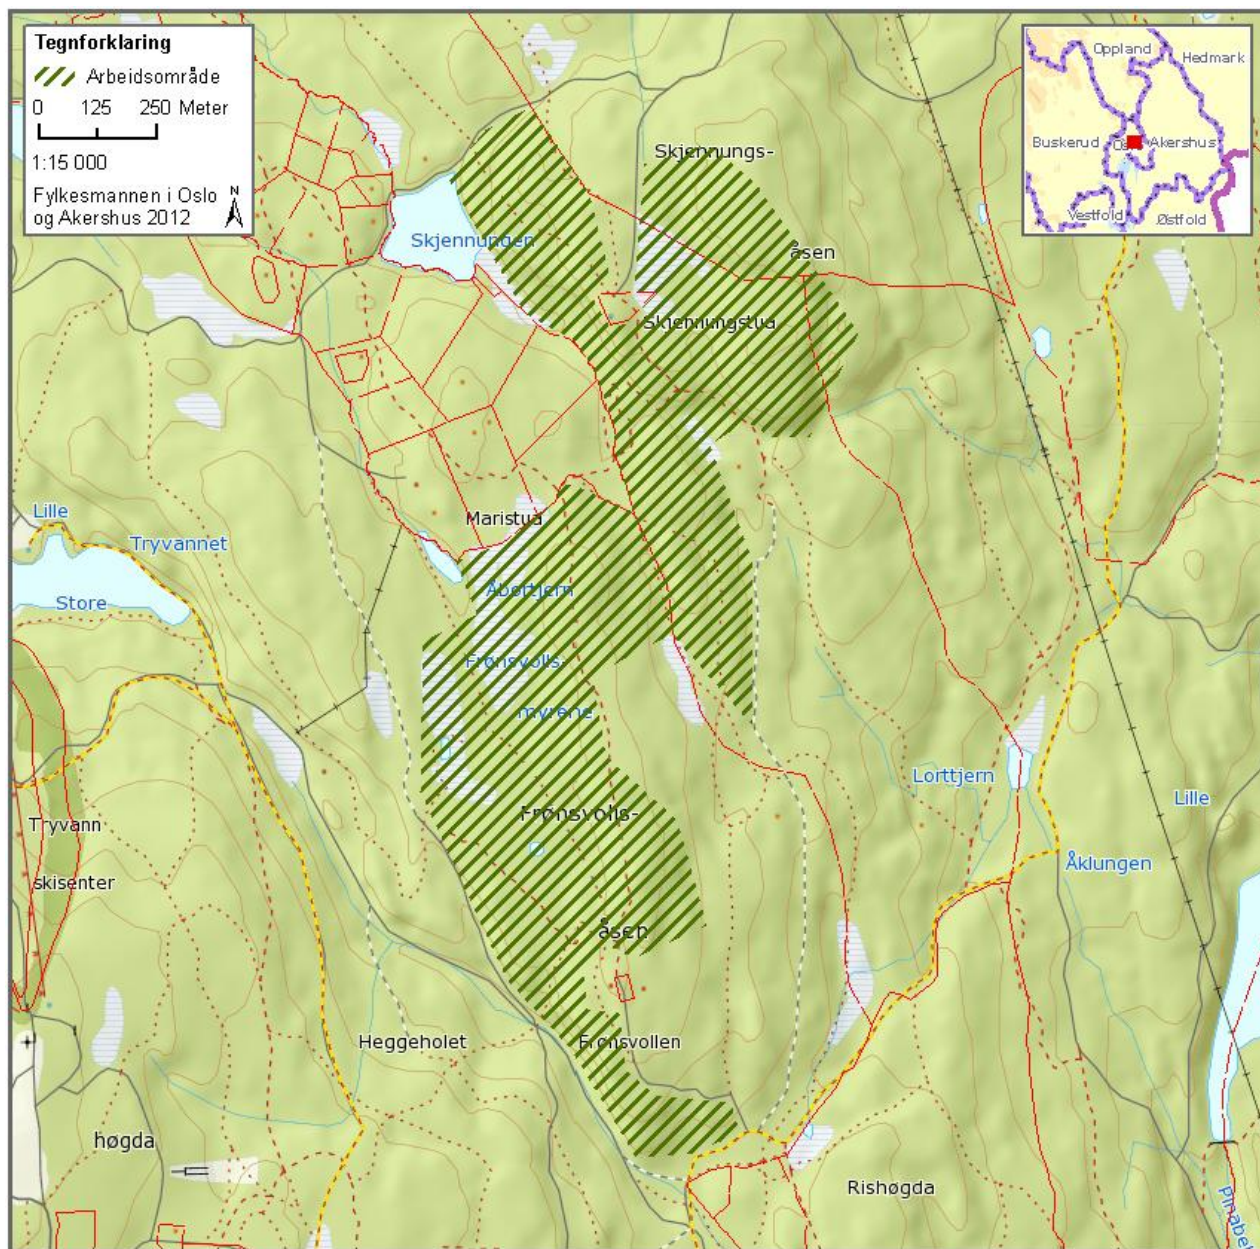 Tegnforklaring
Arbeidsområde
0 125 250 Meter
1:15 000
Fylkesmannen i Oslo
og Akershus 2012
N
Oppland
Hedmark
Buskerud
Akershus
Vestfold
Østfold
Skjennungs-
Skjennungen
åsen
Skjennungstua
Lille
Maristua
Tryvannet
Åbortjern
Store
Frønsvolls-
myrene
Lorttjern
Lille
Frønsvolls-
Tryvann
Åklungen
skisenter
åsen
Heggeholet
Frønsvollen
høgda
Rishøgda